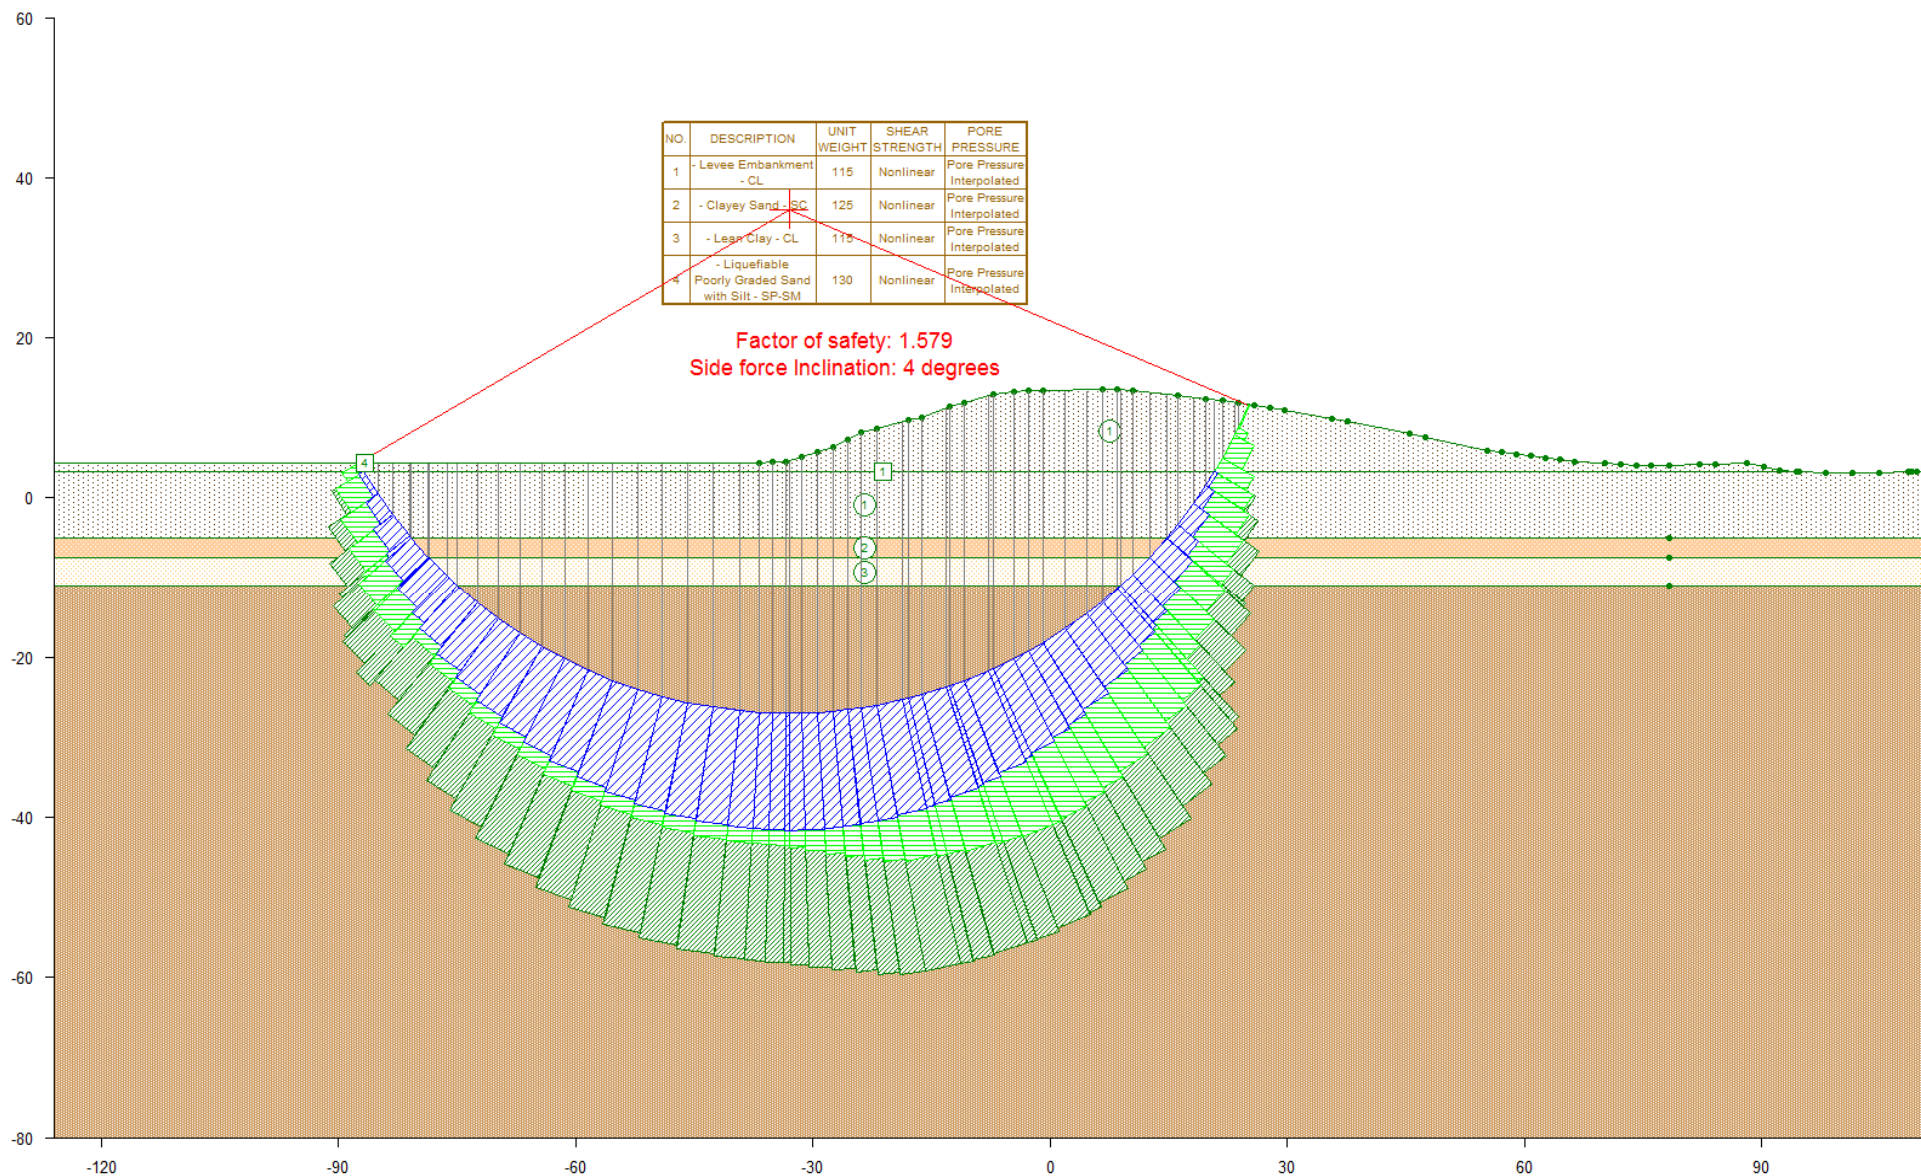 60
40
20
0
-20
-40
-60
-80
NO. DESCRIPTION UNIT WEIGHT SHEAR STRENGTH PORE PRESSURE
1 - Levee Embankment - CL 115 Nonlinear Pore Pressure Interpolated
2 - Clayey Sand - SC 125 Nonlinear Pore Pressure Interpolated
3 - Lean Clay - CL 115 Nonlinear Pore Pressure Interpolated
4 - Liquefiable Poorly Graded Sand with Silt - SP-SM 130 Nonlinear Pore Pressure Interpolated
Factor of safety: 1.579
Side force Inclination: 4 degrees
1
4
1
1
2
3
-120 -90 -60 -30 0 30 60 90